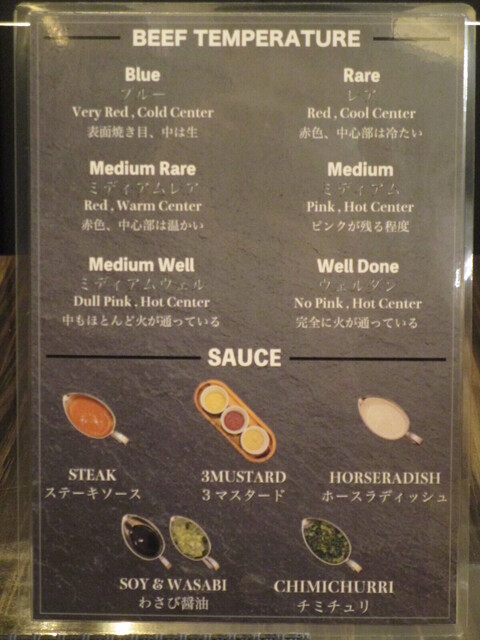 BEEF TEMPERATURE
Blue
ブルー
Very Red , Cold Center
表面焼き目、中は生
Rare
レア
Red , Cool Center
赤色、中心部は冷たい
Medium Rare
ミディアムレア
Red , Warm Center
赤色、中心部は温かい
Medium
ミディアム
Pink , Hot Center
ピンクが残る程度
Medium Well
ミディアムウェル
Dull Pink , Hot Center
中もほとんど火が通っている
Well Done
ウェルダン
No Pink , Hot Center
完全に火が通っている
SAUCE
STEAK
ステーキソース
3MUSTARD
3マスタード
HORSERADISH
ホースラディッシュ
SOY & WASABI
わさび醤油
CHIMICHURRI
チミチュリ